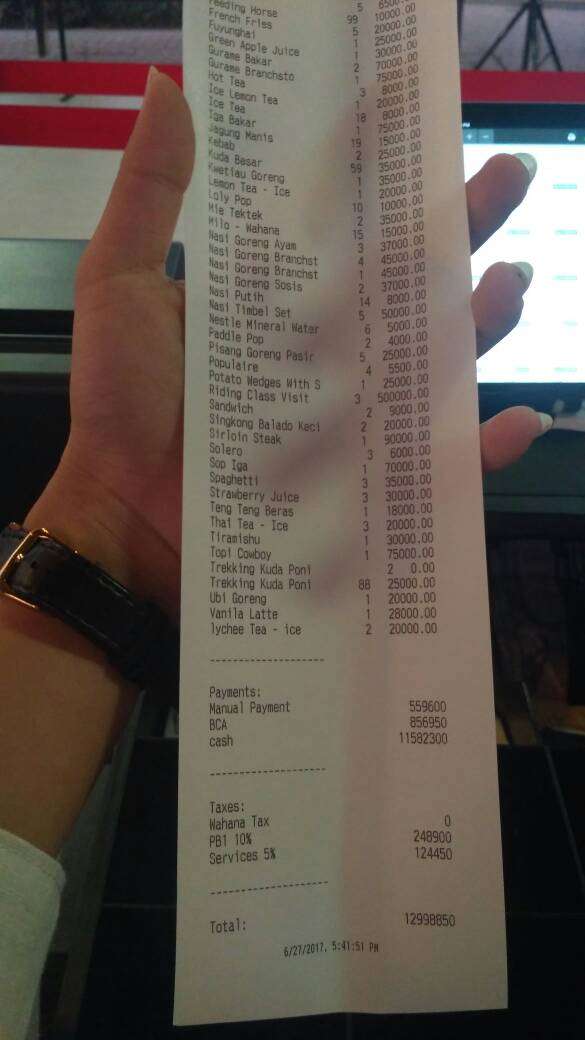 5 6500.00
Feeding Horse 99 10000.00
French Fries 5 20000.00
Fuyunghai 1 25000.00
Green Apple Juice 1 30000.00
Gurame Bakar 2 70000.00
Gurame Branchsto 1 75000.00
Hot Tea 3 8000.00
Ice Lemon Tea 1 20000.00
Ice Tea 18 8000.00
Iga Bakar 1 75000.00
Jagung Manis 19 15000.00
Kebab 2 25000.00
Kuda Besar 59 35000.00
Kwetiau Goreng 1 35000.00
Lemon Tea - Ice 1 20000.00
Loly Pop 10 10000.00
Mie Tektek 2 35000.00
Milo - Wahana 15 15000.00
Nasi Goreng Ayam 3 37000.00
Nasi Goreng Branchst 4 45000.00
Nasi Goreng Branchst 1 45000.00
Nasi Goreng Sosis 2 37000.00
Nasi Putih 14 8000.00
Nasi Timbel Set 5 50000.00
Nestle Mineral Water 6 5000.00
Paddle Pop 2 4000.00
Pisang Goreng Pasir 5 25000.00
Populaire 4 5500.00
Potato Wedges With S 1 25000.00
Riding Class Visit 3 500000.00
Sandwich 2 9000.00
Singkong Balado Keci 2 20000.00
Sirloin Steak 1 90000.00
Solero 3 6000.00
Sop Iga 1 70000.00
Spaghetti 3 35000.00
Strawberry Juice 3 30000.00
Teng Teng Beras 1 18000.00
Thai Tea - Ice 3 20000.00
Tiramishu 1 30000.00
Topi Cowboy 1 75000.00
Trekking Kuda Poni 2 0.00
Trekking Kuda Poni 88 25000.00
Ubi Goreng 1 20000.00
Vanila Latte 1 28000.00
lychee Tea - ice 2 20000.00
--------------------
Payments:
Manual Payment 559600
BCA 856950
cash 11582300
--------------------
Taxes:
Wahana Tax 0
PB1 10% 248900
Services 5% 124450
--------------------
Total: 12998850
6/27/2017, 5:41:51 PM